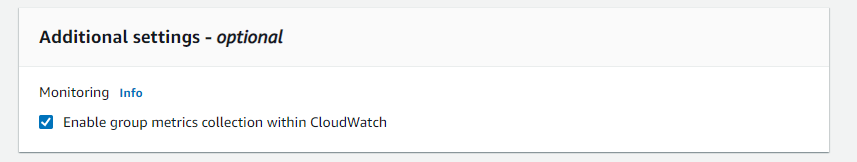 Additional settings - optional
Monitoring Info
Enable group metrics collection within CloudWatch